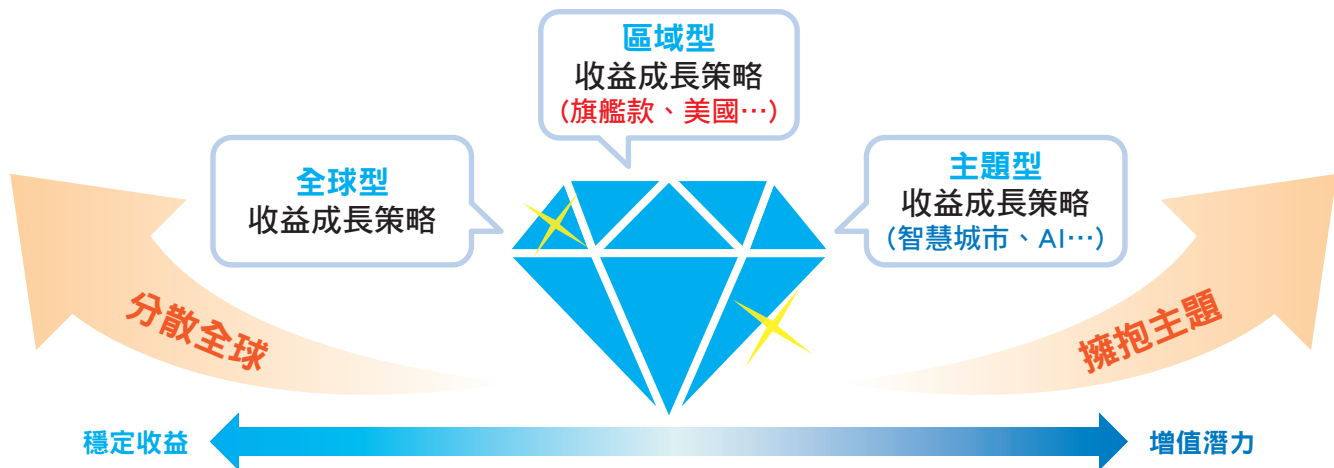 區域型
收益成長策略
(旗艦款、美國…)
全球型
收益成長策略
主題型
收益成長策略
(智慧城市、AI…)
分散全球
擁抱主題
穩定收益
增值潛力